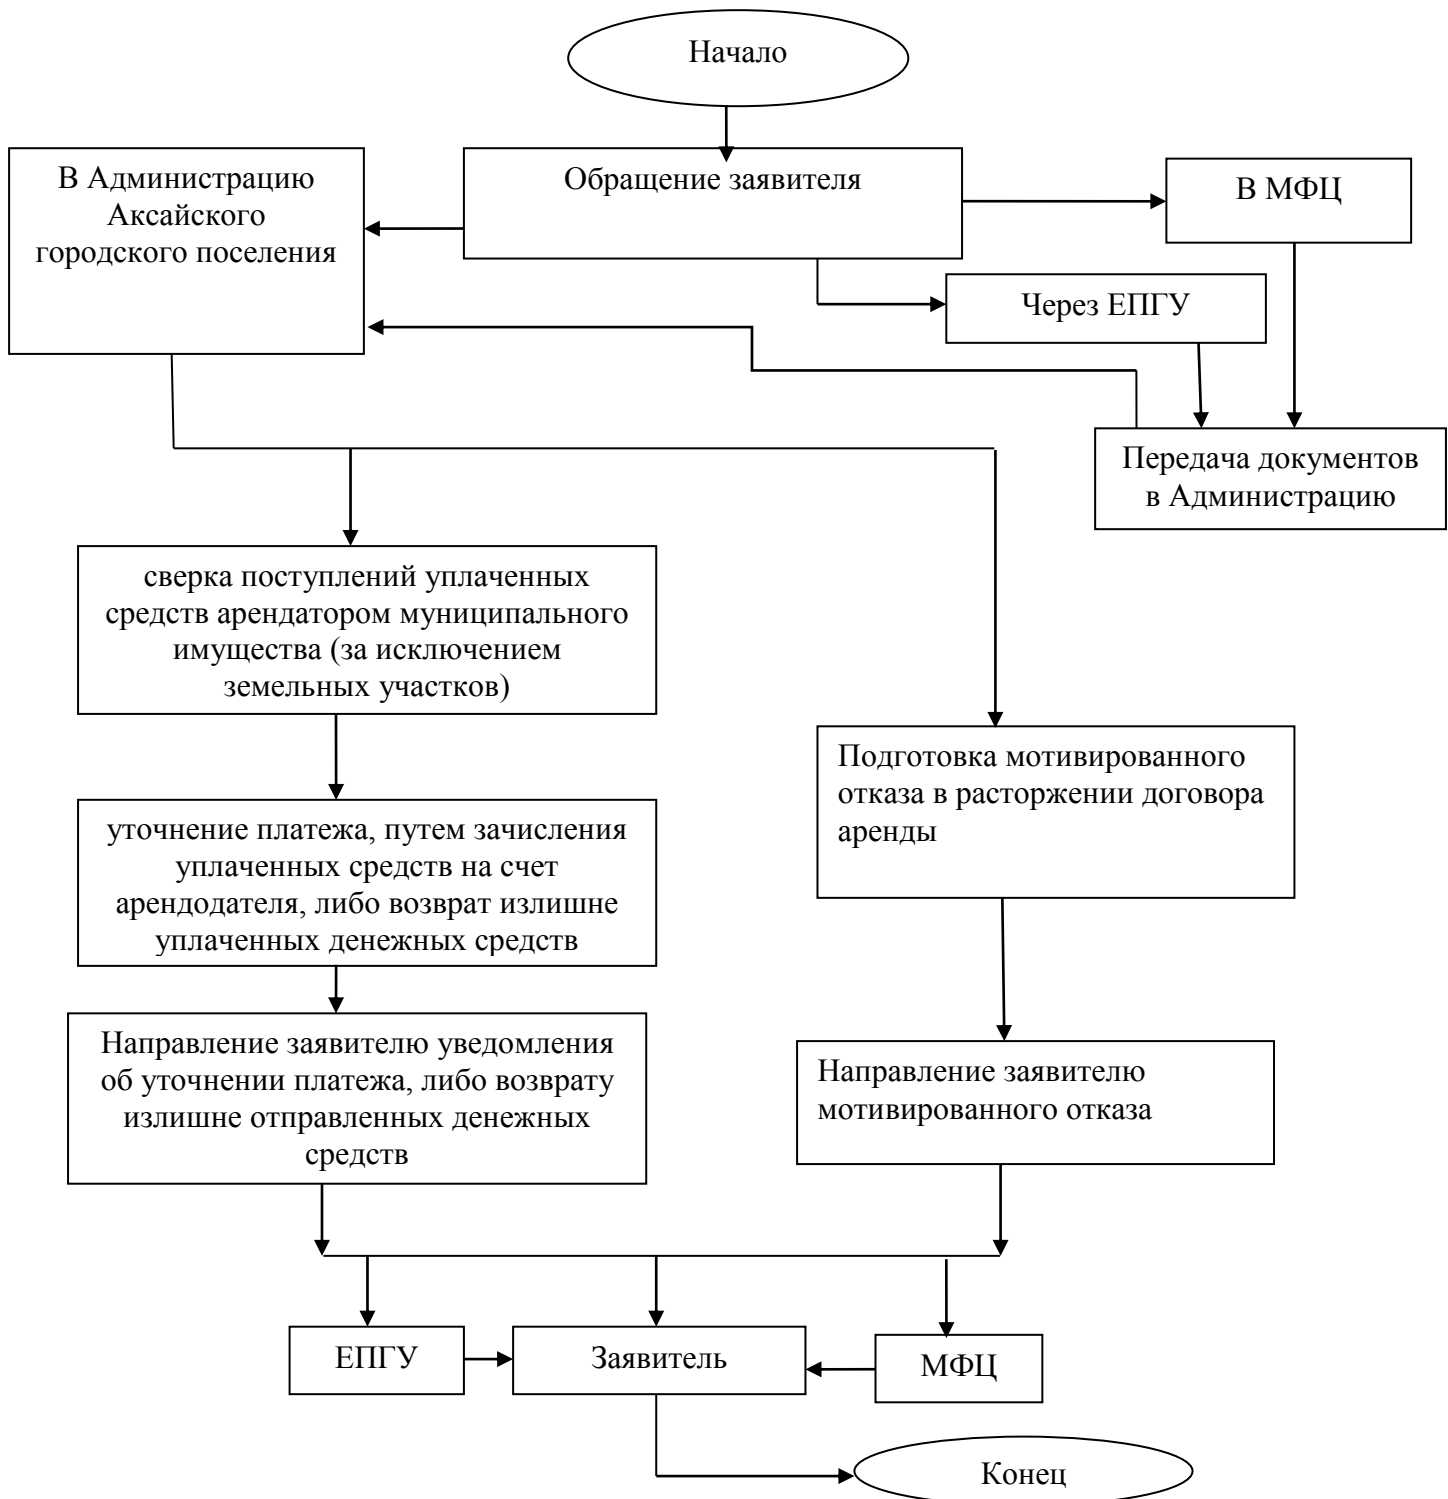 Начало
В Администрацию
Аксайского
городского поселения
Обращение заявителя
В МФЦ
Через ЕПГУ
Передача документов
в Администрацию
сверка поступлений уплаченных
средств арендатором муниципального
имущества (за исключением
земельных участков)
Подготовка мотивированного
отказа в расторжении договора
аренды
уточнение платежа, путем зачисления
уплаченных средств на счет
арендодателя, либо возврат излишне
уплаченных денежных средств
Направление заявителю уведомления
об уточнении платежа, либо возврату
излишне отправленных денежных
средств
Направление заявителю
мотивированного отказа
ЕПГУ
Заявитель
МФЦ
Конец